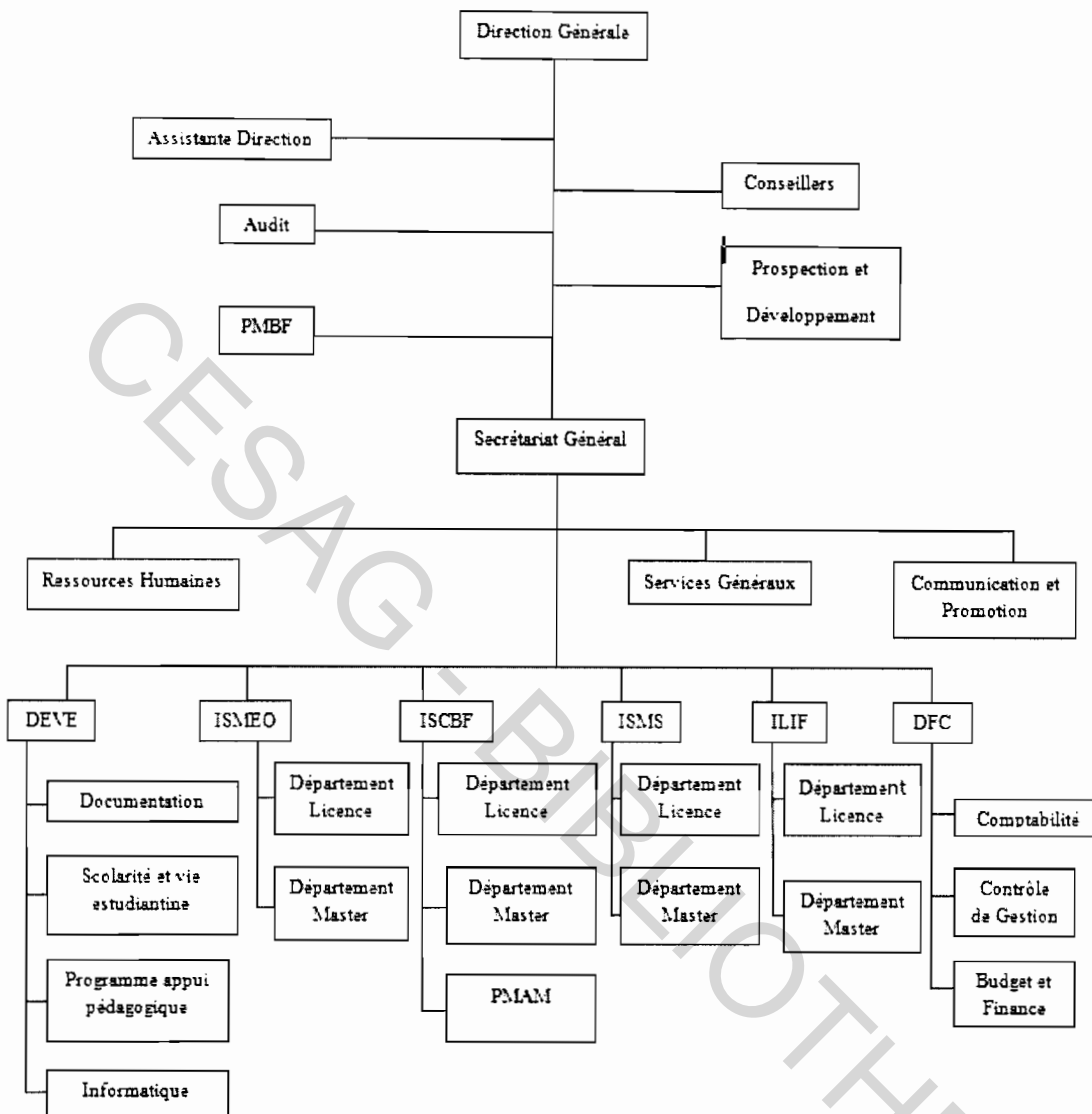 Direction Générale
Assistante Direction
Conseillers
Audit
Prospection et
Développement
PMBF
Secrétariat Général
Ressources Humaines
Services Généraux
Communication et
Promotion
DEVE
ISMEO
ISCBF
ISMS
ILIF
DFC
Documentation
Scolarité et vie
estudiantine
Programme appui
pédagogique
Informatique
Département
Licence
Département
Master
Département
Licence
Département
Master
PMAM
Département
Licence
Département
Master
Département
Licence
Département
Master
Comptabilité
Contrôle
de Gestion
Budget et
Finance
CESAG - BIBLIOTHE